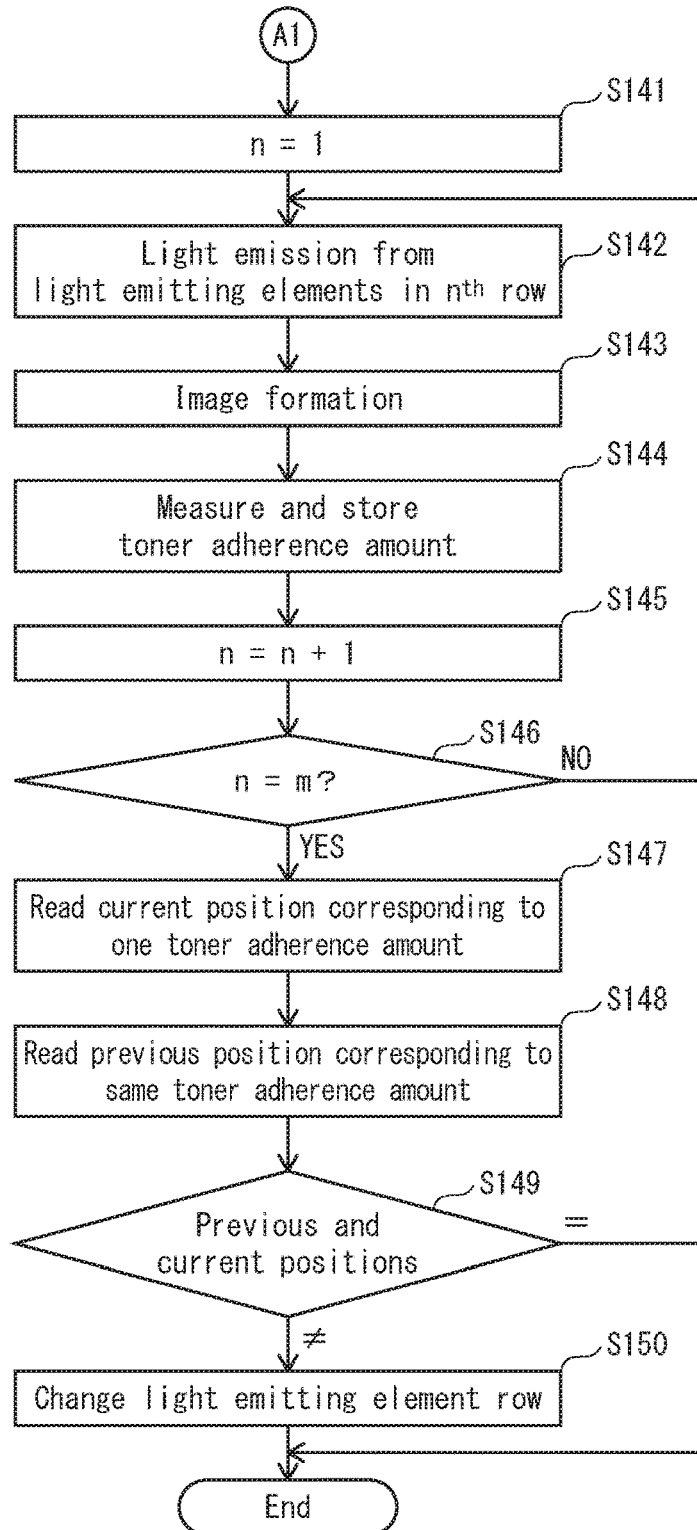 A1
S141
n = 1
S142
Light emission from
light emitting elements in nth row
S143
Image formation
S144
Measure and store
toner adherence amount
S145
n = n + 1
S146
n = m?
NO
YES
S147
Read current position corresponding to
one toner adherence amount
S148
Read previous position corresponding to
same toner adherence amount
S149
Previous and
current positions
=
≠
S150
Change light emitting element row
End